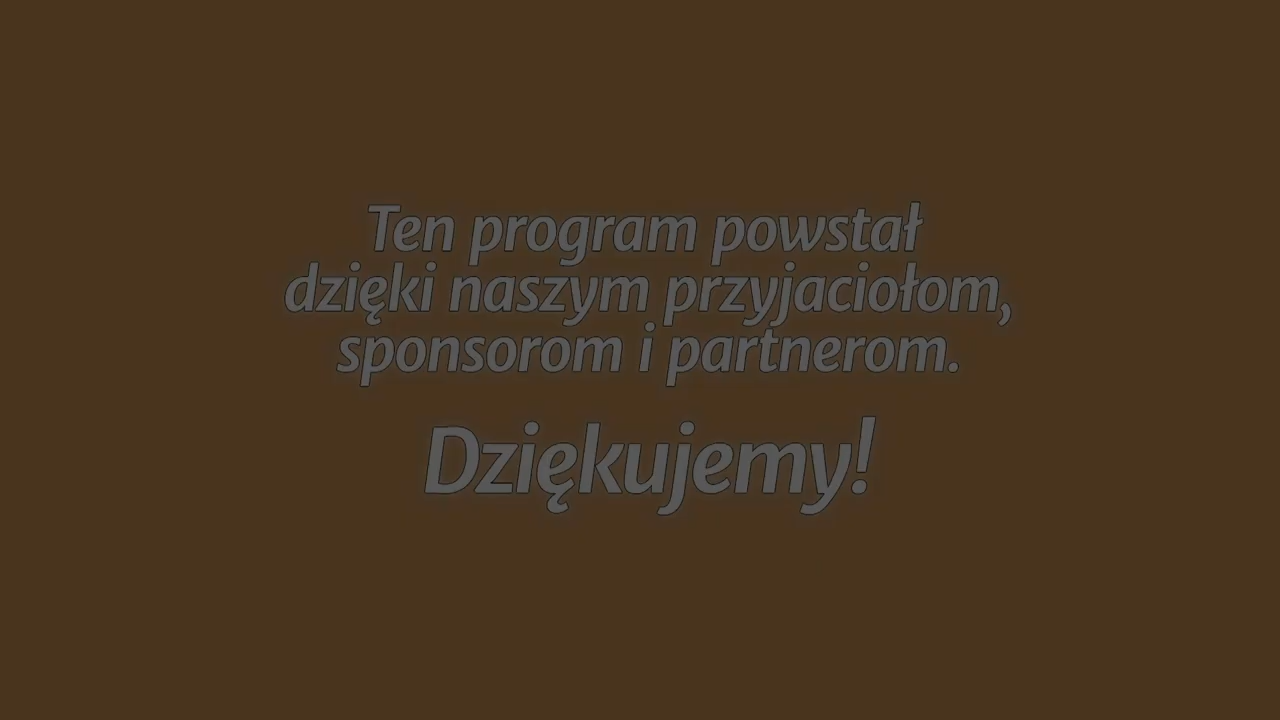 Ten program powstał
dzięki naszym przyjaciołom,
sponsorom i partnerom.
Dziękujemy!